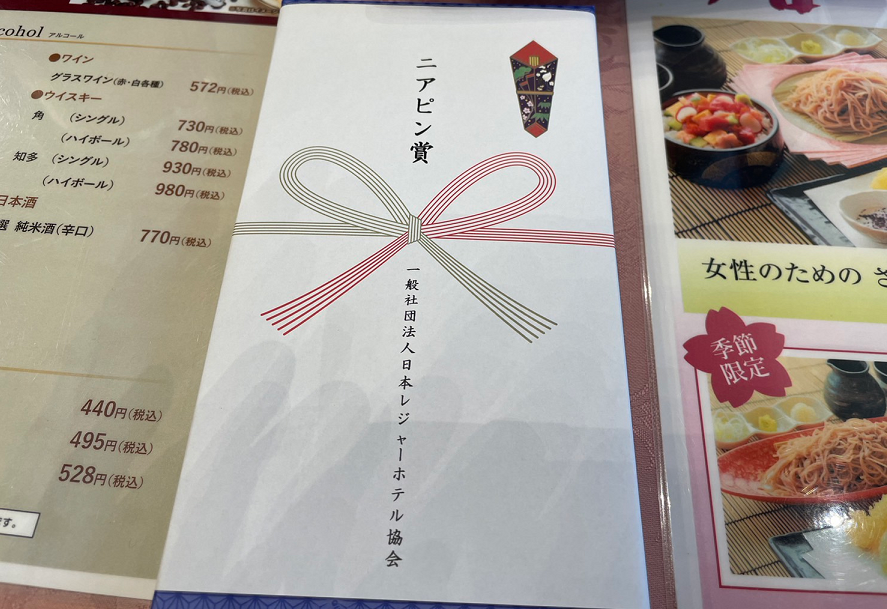 cohol アルコール
●ワイン
グラスワイン(赤・白各種) 572円(税込)
●ウイスキー
角 (シングル) 730円(税込)
(ハイボール) 780円(税込)
知多 (シングル) 930円(税込)
(ハイボール) 980円(税込)
日本酒
選 純米酒(辛口) 770円(税込)
440円(税込)
495円(税込)
528円(税込)
す。
ニアピン賞
一般社団法人日本レジャーホテル協会
女性のための さ
季節
限定